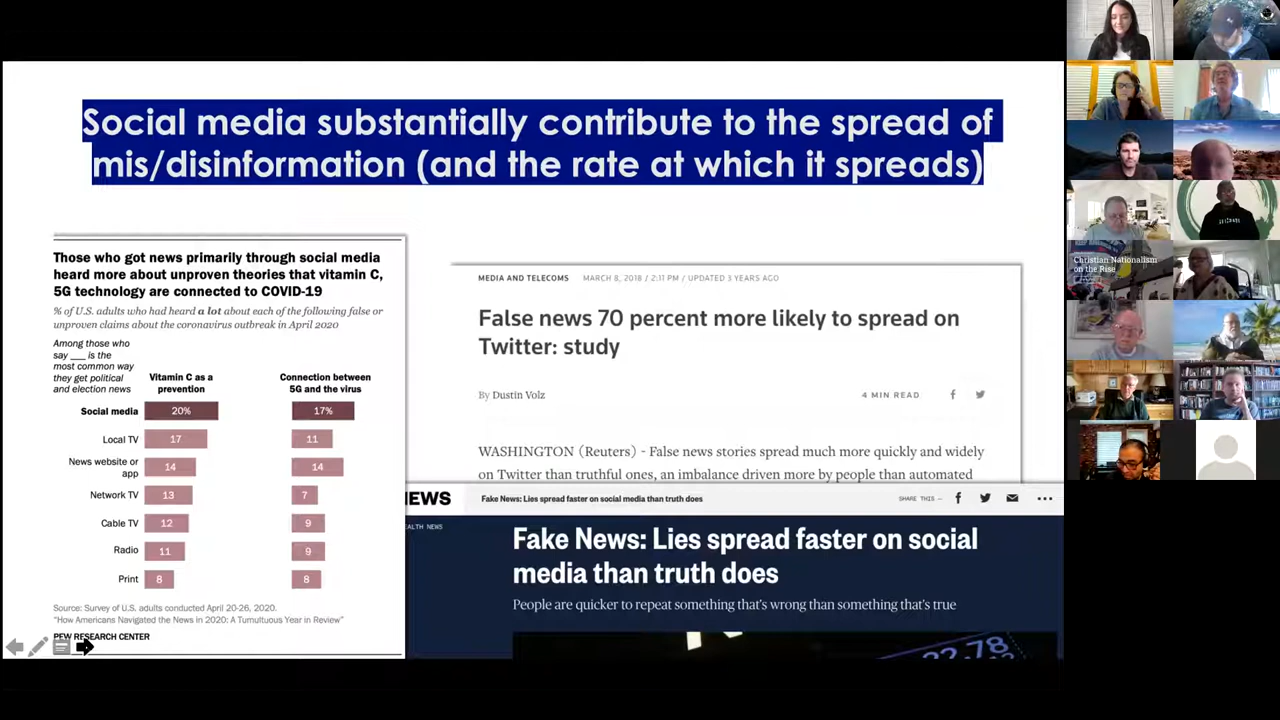 Social media substantially contribute to the spread of
mis/disinformation (and the rate at which it spreads)
Those who got news primarily through social media
heard more about unproven theories that vitamin C,
5G technology are connected to COVID-19
% of U.S. adults who had heard a lot about each of the following false or
unproven claims about the coronavirus outbreak in April 2020
Among those who
say ___ is the
most common way
they get political
and election news
Vitamin C as a
prevention
Connection between
5G and the virus
Social media 20% 17%
Local TV 17 11
News website or
app 14 14
Network TV 13 7
Cable TV 12 9
Radio 11 9
Print 8 8
Source: Survey of U.S. adults conducted April 20-26, 2020.
"How Americans Navigated the News in 2020: A Tumultuous Year in Review"
PEW RESEARCH CENTER
MEDIA AND TELECOMS MARCH 8, 2018 / 2:11 PM / UPDATED 3 YEARS AGO
False news 70 percent more likely to spread on
Twitter: study
By Dustin Volz 4 MIN READ
WASHINGTON (Reuters) - False news stories spread much more quickly and widely
on Twitter than truthful ones, an imbalance driven more by people than automated
NEWS Fake News: Lies spread faster on social media than truth does SHARE THIS —
EALTH NEWS
Fake News: Lies spread faster on social
media than truth does
People are quicker to repeat something that's wrong than something that's true
22.78
Christian Nationalism
on the Rise